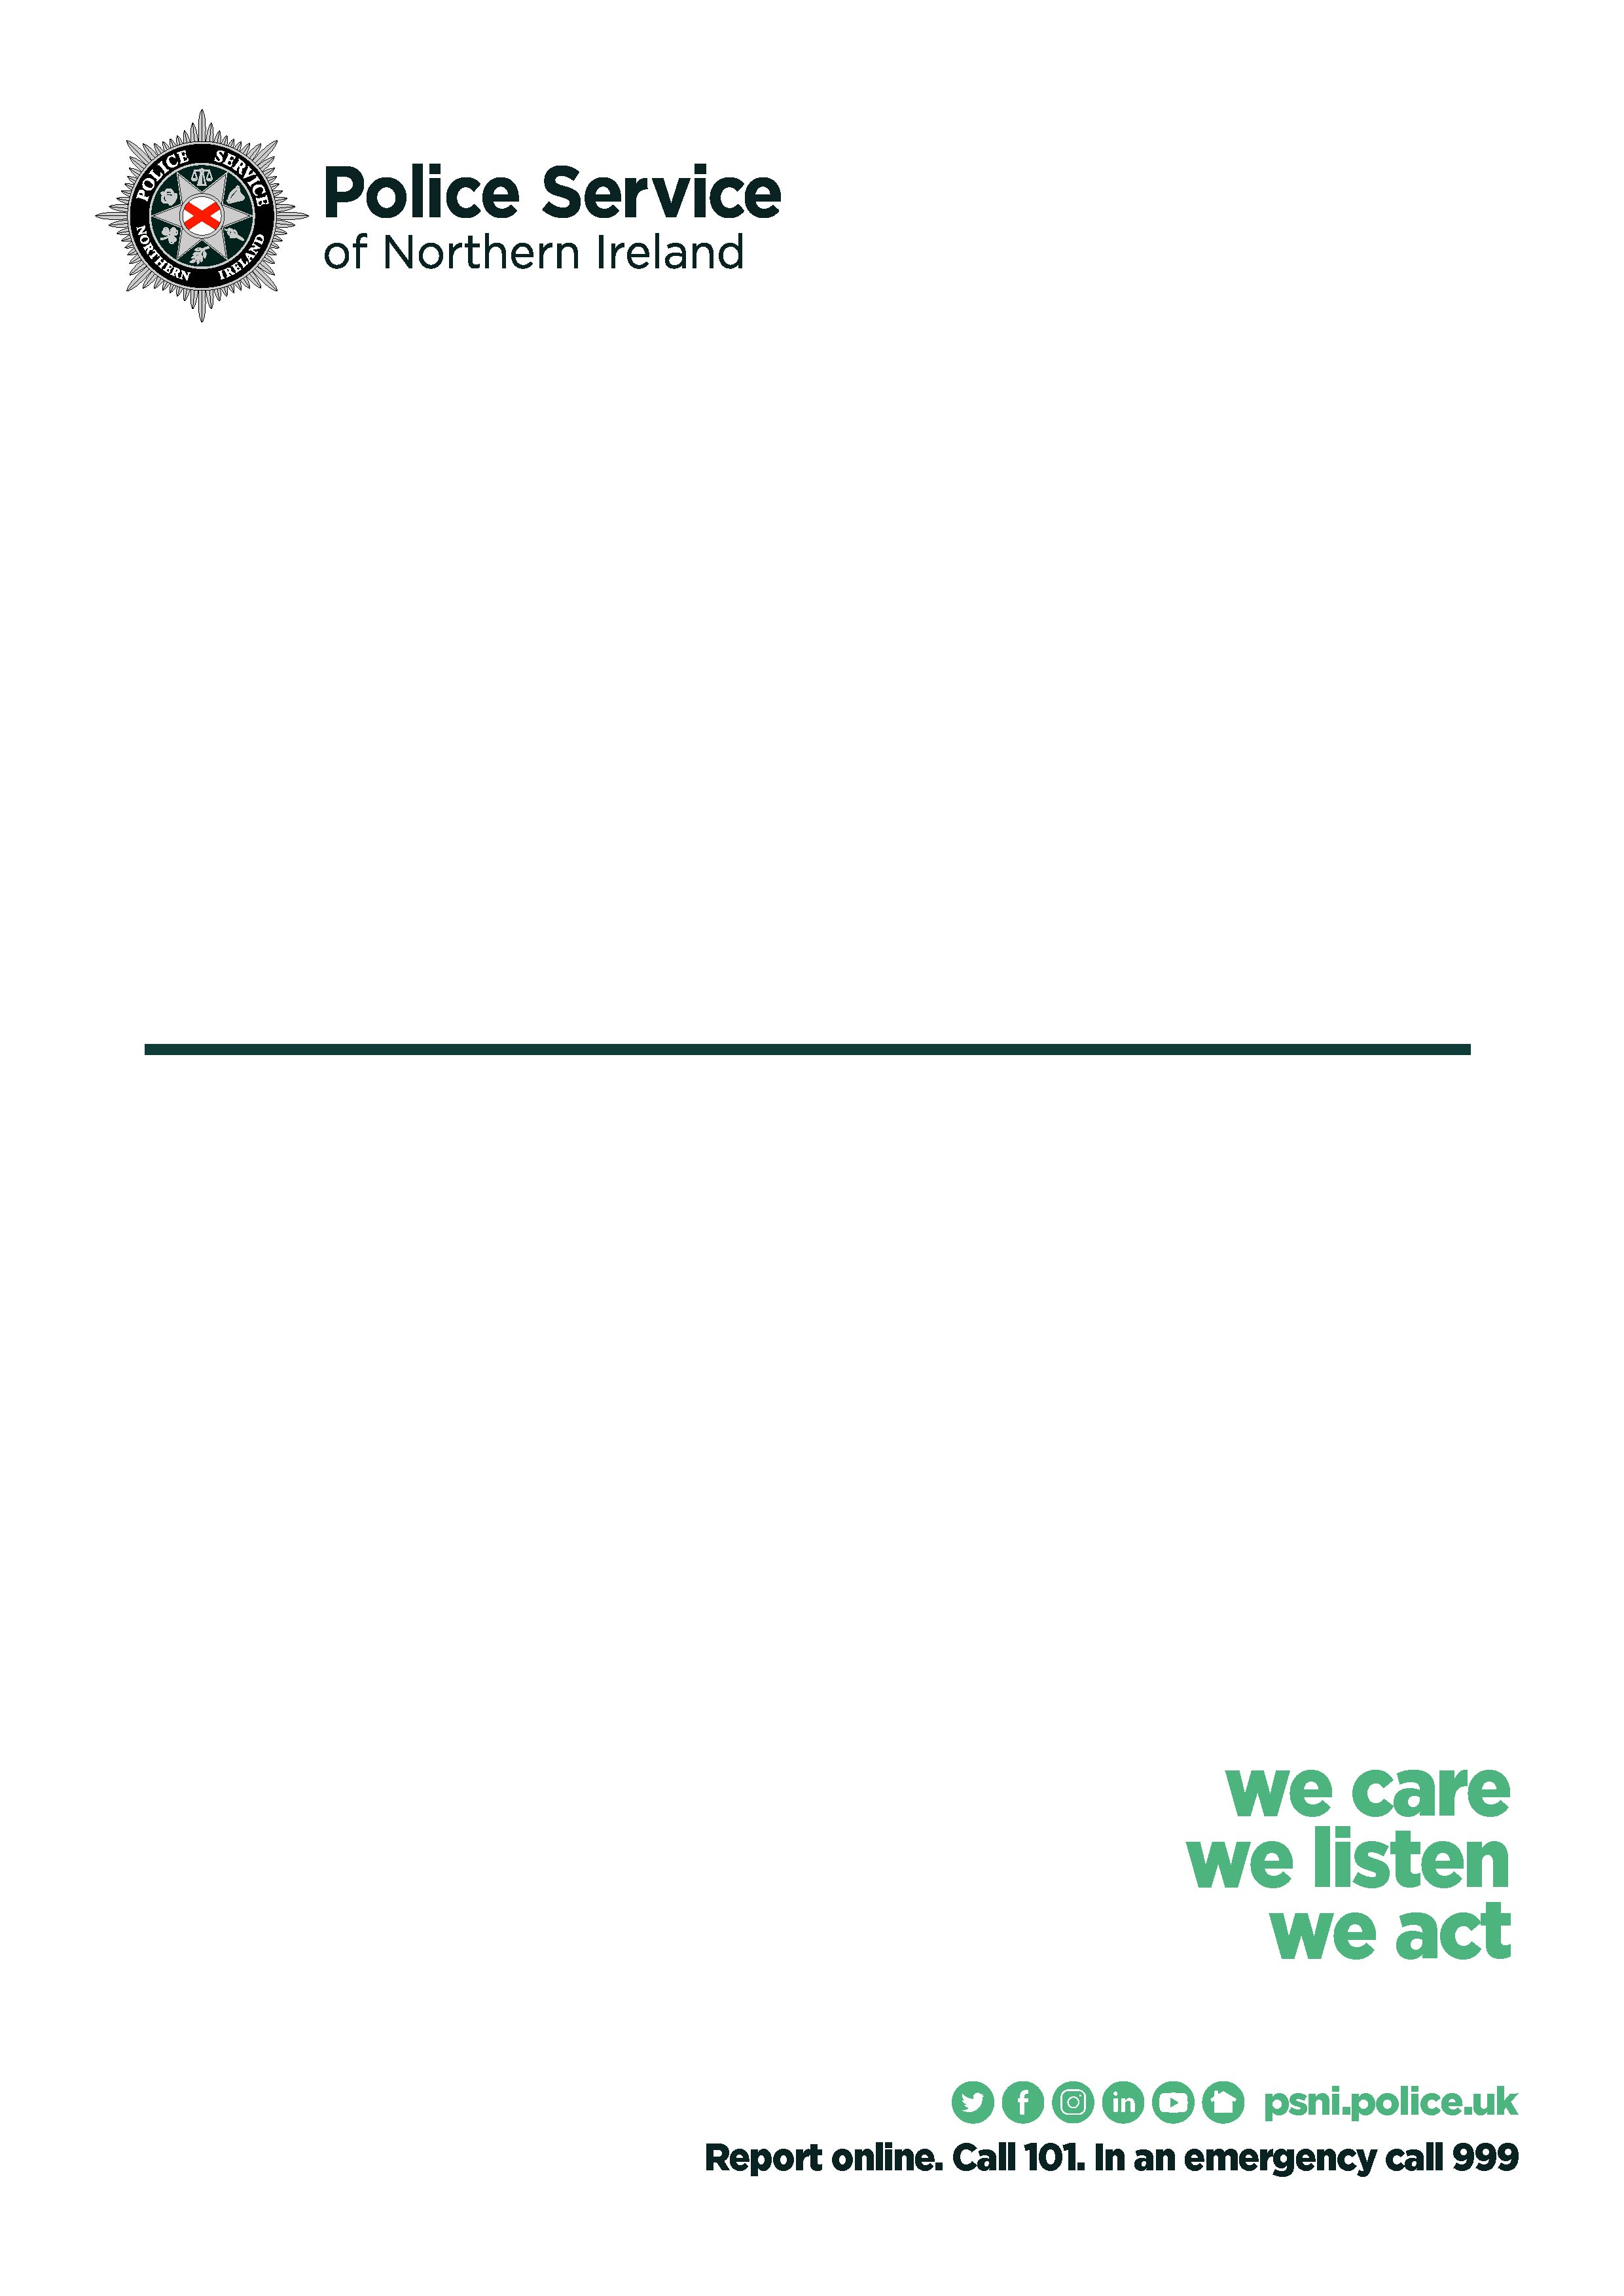 POLICE SERVICE
NORTHERN IRELAND
Police Service
of Northern Ireland
we care
we listen
we act
psni.police.uk
Report online. Call 101. In an emergency call 999